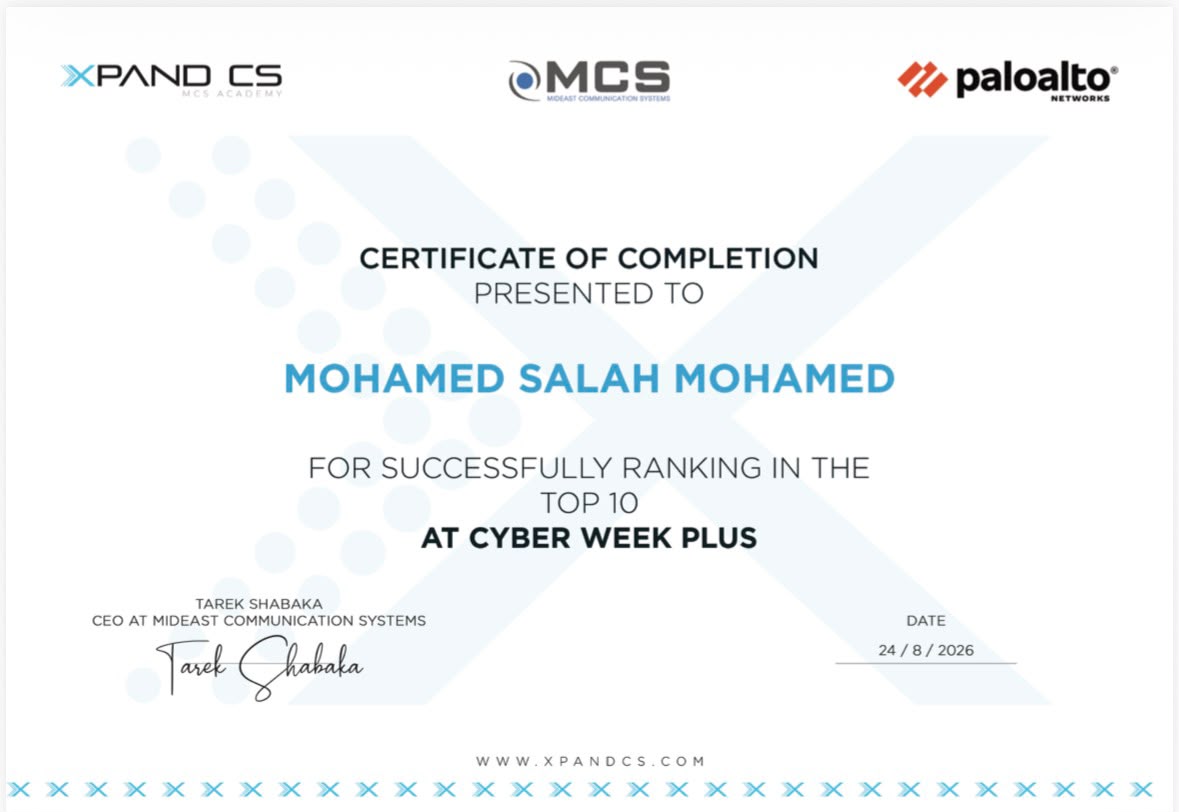 XPAND CS
MCS ACADEMY
MCS
MIDEAST COMMUNICATION SYSTEMS
paloalto®
NETWORKS
CERTIFICATE OF COMPLETION
PRESENTED TO
MOHAMED SALAH MOHAMED
FOR SUCCESSFULLY RANKING IN THE
TOP 10
AT CYBER WEEK PLUS
TAREK SHABAKA
CEO AT MIDEAST COMMUNICATION SYSTEMS
Tarek Shabaka
DATE
24 / 8 / 2026
WWW.XPANDCS.COM